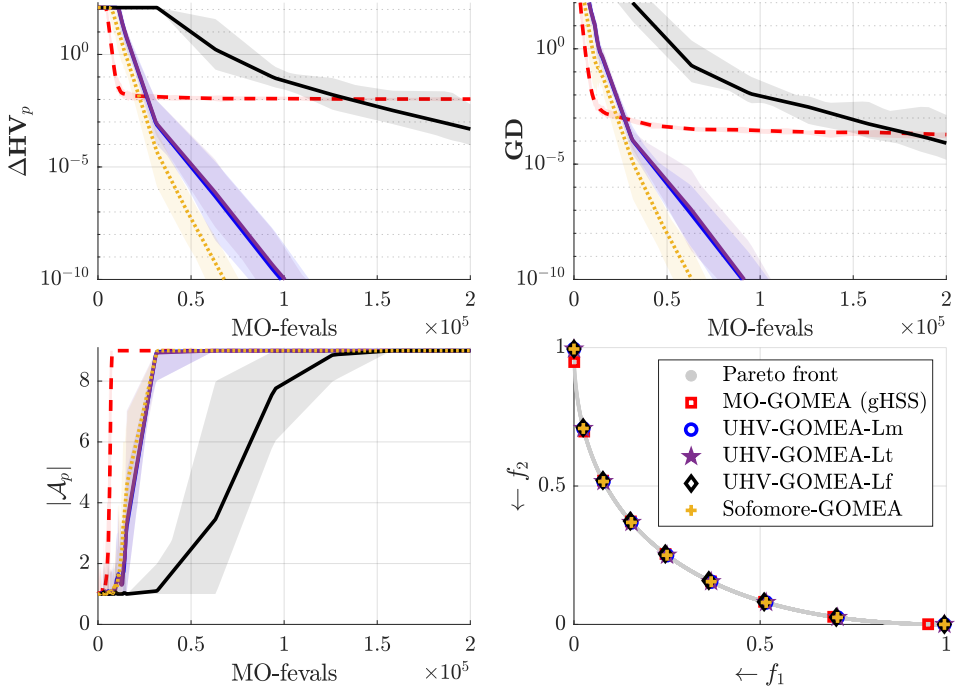 10^0
10^-5
10^-10
ΔHV_p
0 0.5 1 1.5 2
MO-fevals ×10^5
10^0
10^-5
10^-10
GD
0 0.5 1 1.5 2
MO-fevals ×10^5
8
6
4
2
0
|𝒜_p|
0 0.5 1 1.5 2
MO-fevals ×10^5
1
0.5
0
← f_2
Pareto front
MO-GOMEA (gHSS)
UHV-GOMEA-Lm
UHV-GOMEA-Lt
UHV-GOMEA-Lf
Sofomore-GOMEA
0 0.5 1
← f_1